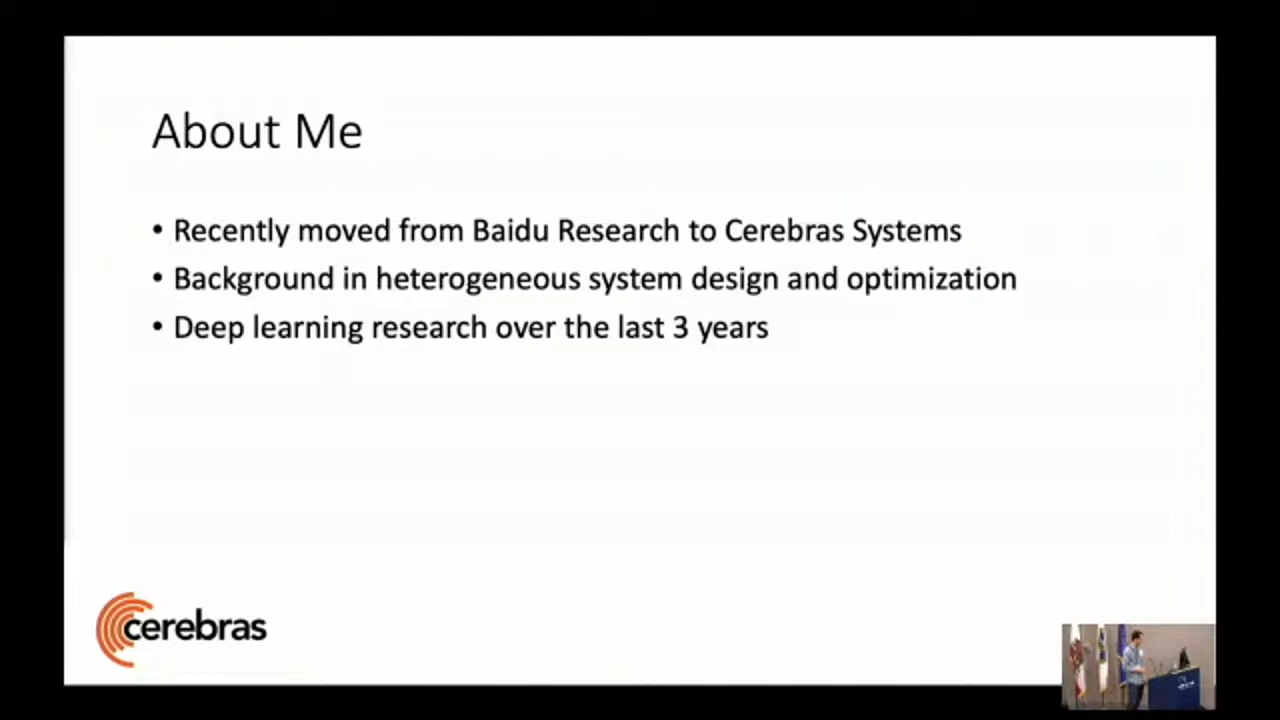 About Me
• Recently moved from Baidu Research to Cerebras Systems
• Background in heterogeneous system design and optimization
• Deep learning research over the last 3 years
cerebras